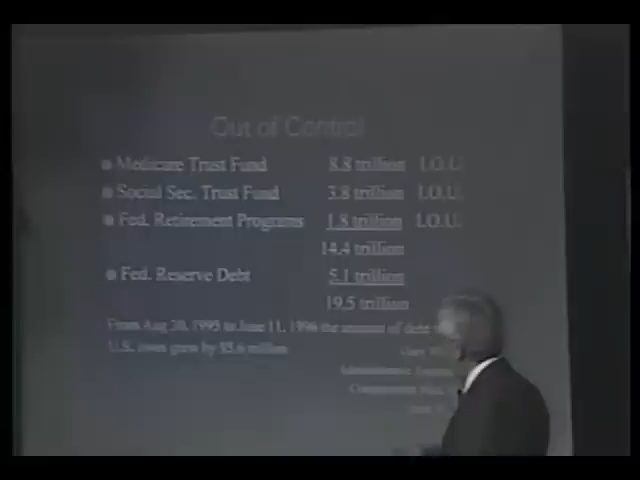 Out of Control
Medicare Trust Fund 8.8 trillion I.O.U.
Social Sec. Trust Fund 3.8 trillion I.O.U.
Fed. Retirement Programs 1.8 trillion I.O.U.
14.4 trillion
Fed. Reserve Debt 5.1 trillion
19.5 trillion
From Aug 20, 1995 to June 11, 1996 the amount of debt
U.S. owes grew by $5.6 million